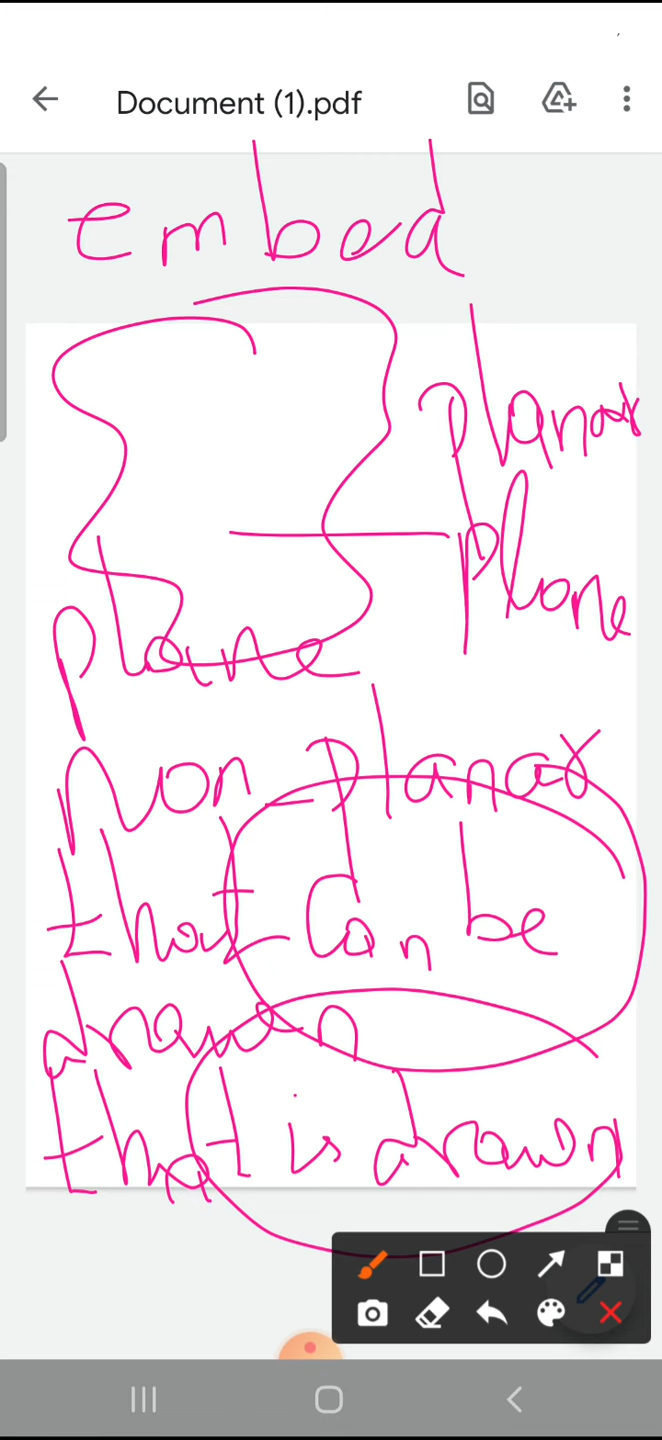 Document (1).pdf
embed
planar
plane
plane
Non-planar
that can be
drawn
that is drawn